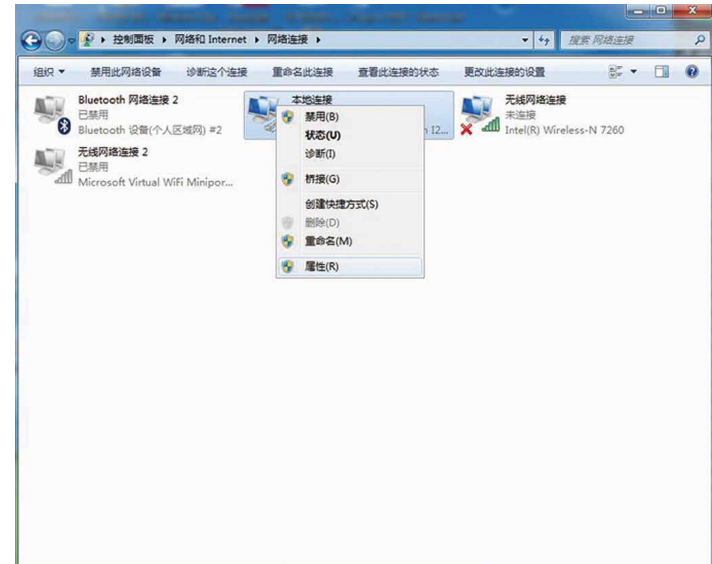 控制面板 ▸ 网络和 Internet ▸ 网络连接 ▸
搜索 网络连接
组织 禁用此网络设备 诊断这个连接 重命名此连接 查看此连接的状态 更改此连接的设置
Bluetooth 网络连接 2
已禁用
Bluetooth 设备(个人区域网) #2
本地连接
I2...
无线网络连接
未连接
Intel(R) Wireless-N 7260
无线网络连接 2
已禁用
Microsoft Virtual WiFi Minipor...
禁用(B)
状态(U)
诊断(I)
桥接(G)
创建快捷方式(S)
删除(D)
重命名(M)
属性(R)